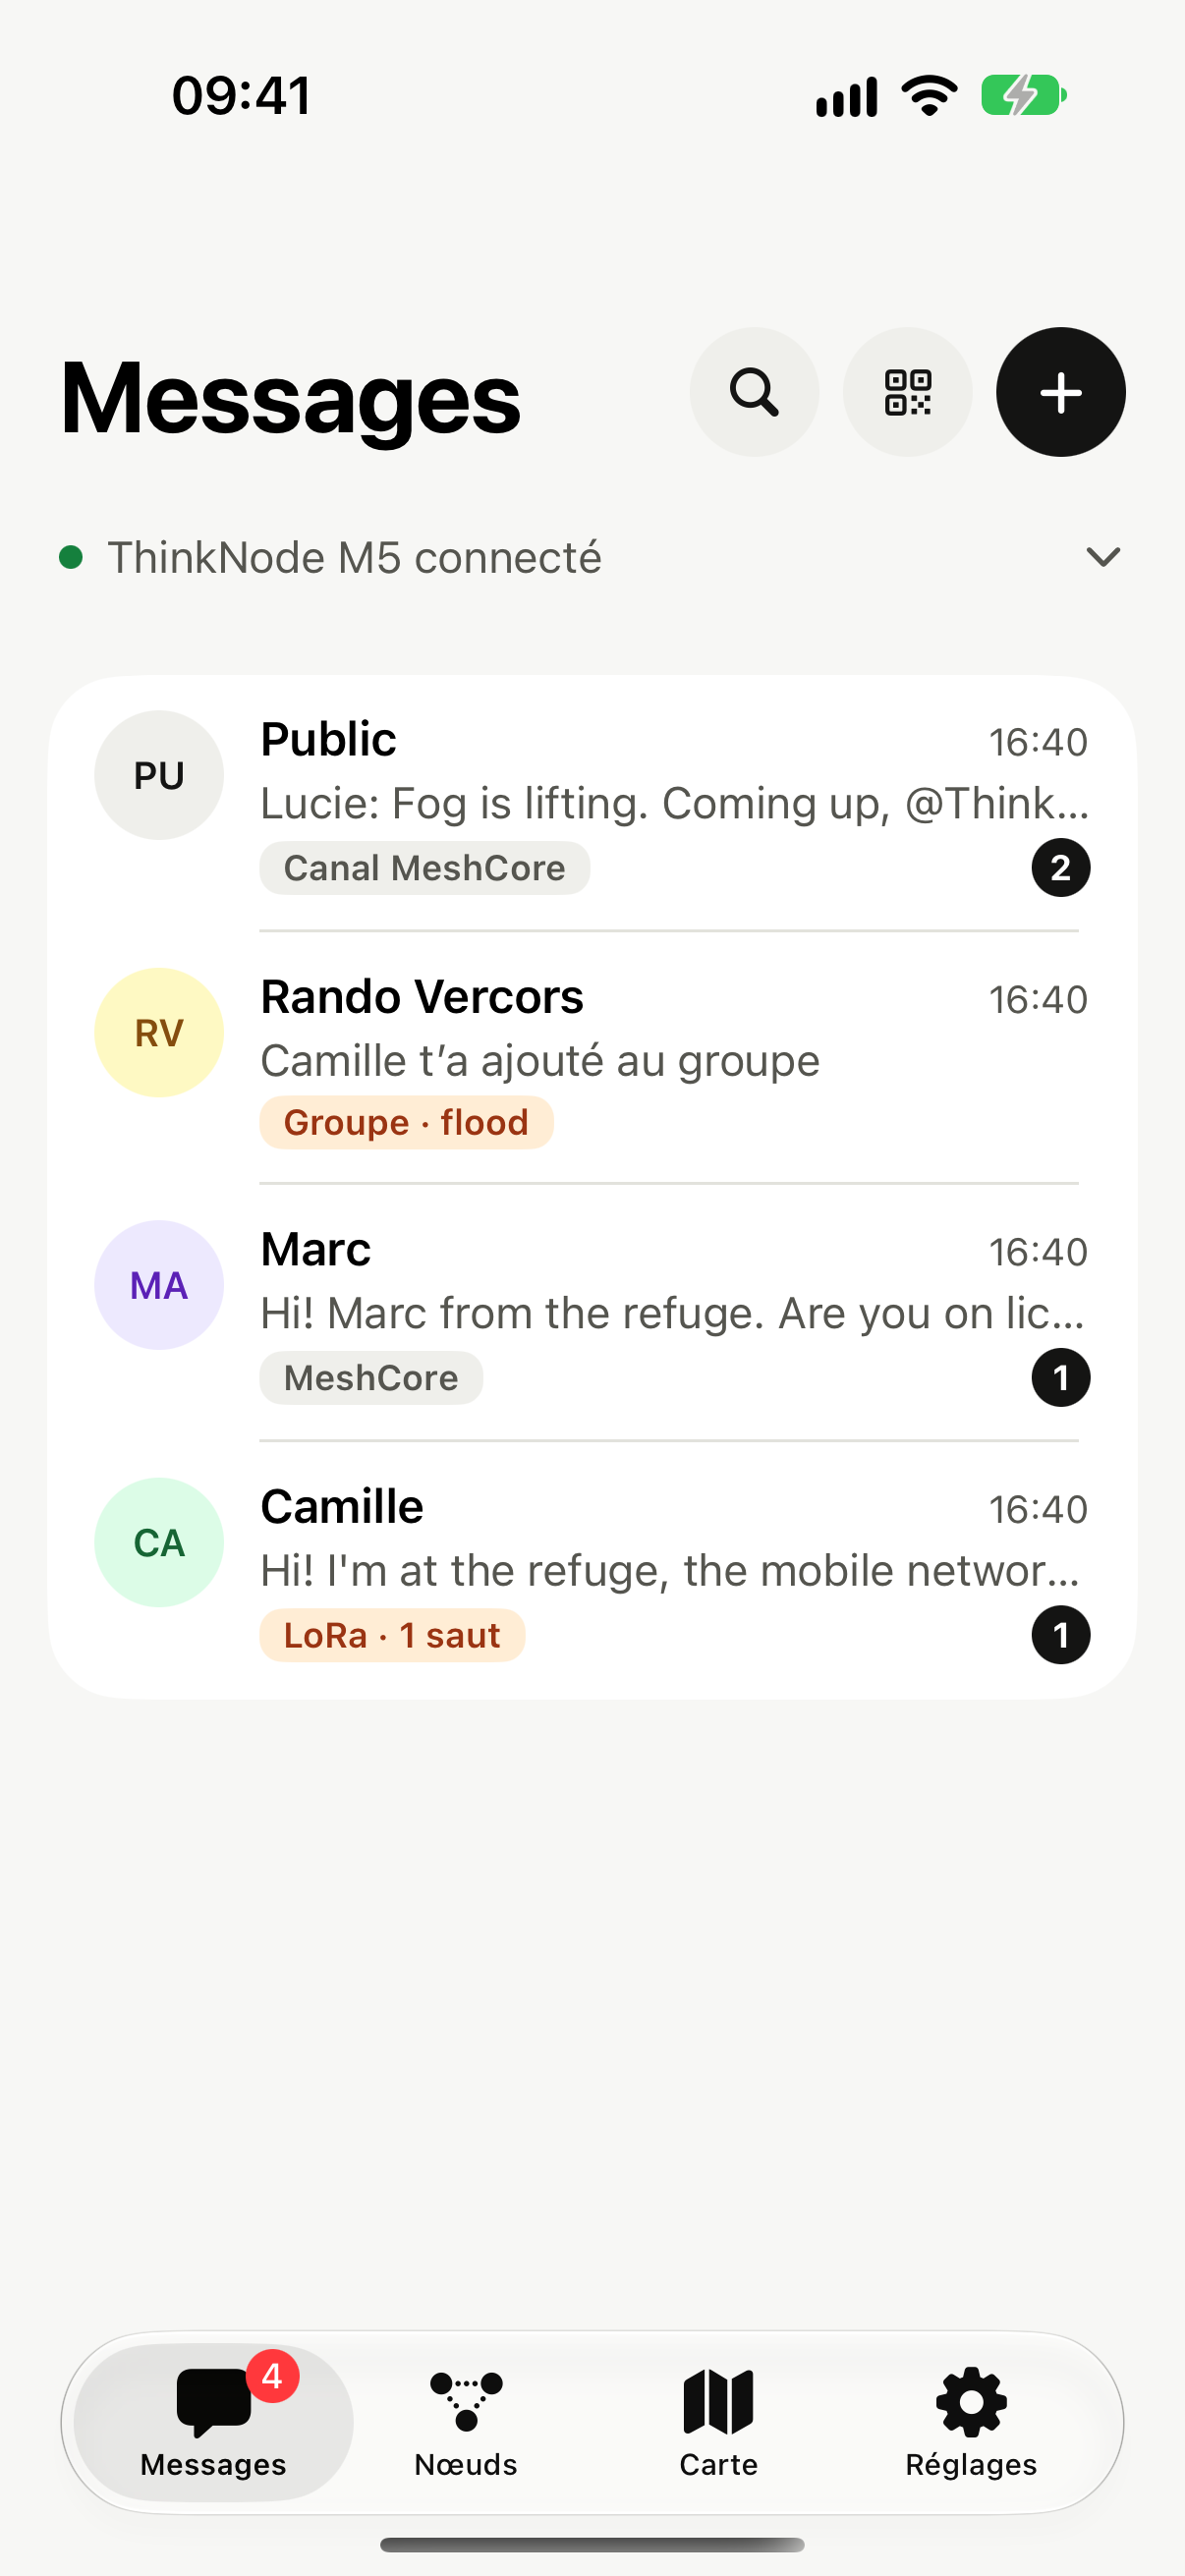 09:41
Messages
ThinkNode M5 connecté
PU
Public
16:40
Lucie: Fog is lifting. Coming up, @Think...
Canal MeshCore
2
RV
Rando Vercors
16:40
Camille t’a ajouté au groupe
Groupe · flood
MA
Marc
16:40
Hi! Marc from the refuge. Are you on lic...
MeshCore
1
CA
Camille
16:40
Hi! I'm at the refuge, the mobile networ...
LoRa · 1 saut
1
4
Messages
Nœuds
Carte
Réglages